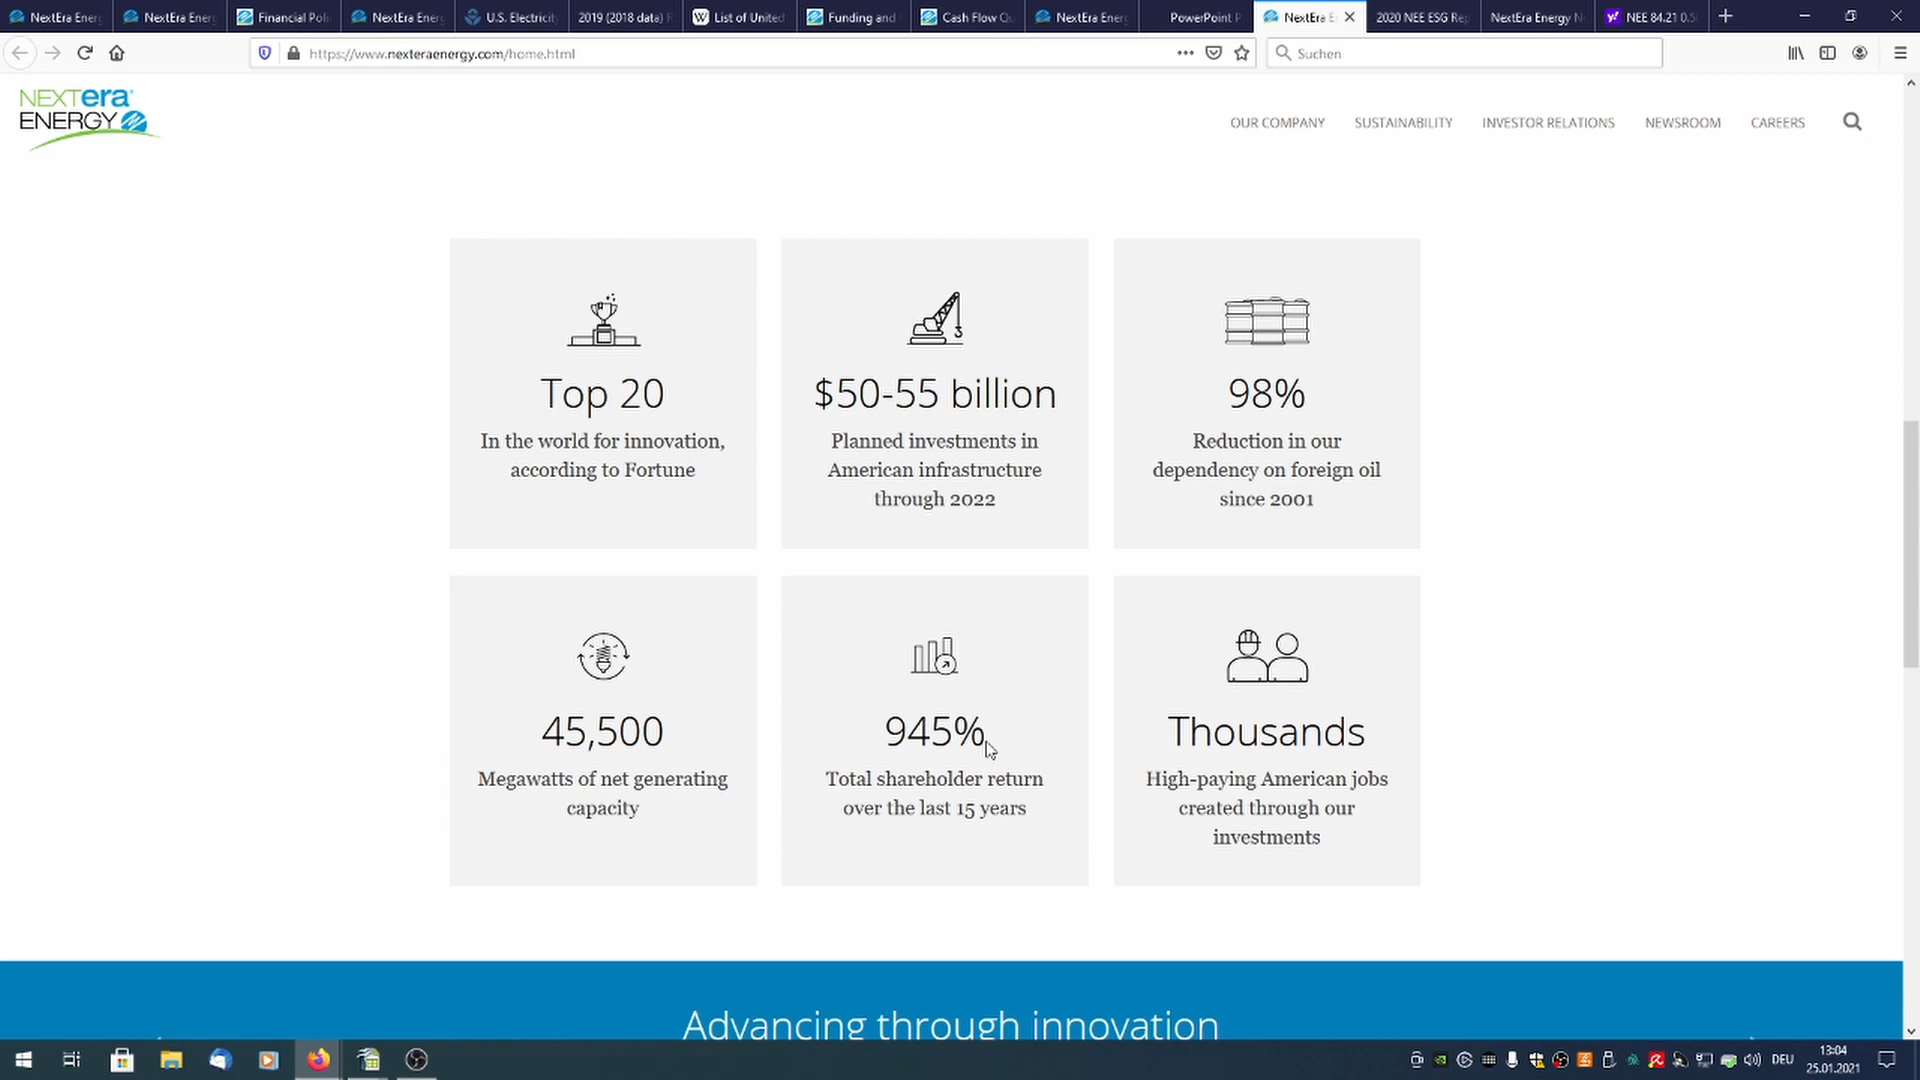 NextEra Energ
NextEra Energ
Financial Poli
NextEra Energ
U.S. Electricity
2019 (2018 data) F
List of United
Funding and
Cash Flow Qu
NextEra Energ
PowerPoint P
NextEra E
2020 NEE ESG Rep
NextEra Energy N
NEE 84.21 0.5
https://www.nexteraenergy.com/home.html
Suchen
NEXTera®
ENERGY
OUR COMPANY
SUSTAINABILITY
INVESTOR RELATIONS
NEWSROOM
CAREERS
Top 20
In the world for innovation,
according to Fortune
$50-55 billion
Planned investments in
American infrastructure
through 2022
98%
Reduction in our
dependency on foreign oil
since 2001
45,500
Megawatts of net generating
capacity
945%
Total shareholder return
over the last 15 years
Thousands
High-paying American jobs
created through our
investments
Advancing through innovation
DEU
13:04
25.01.2021